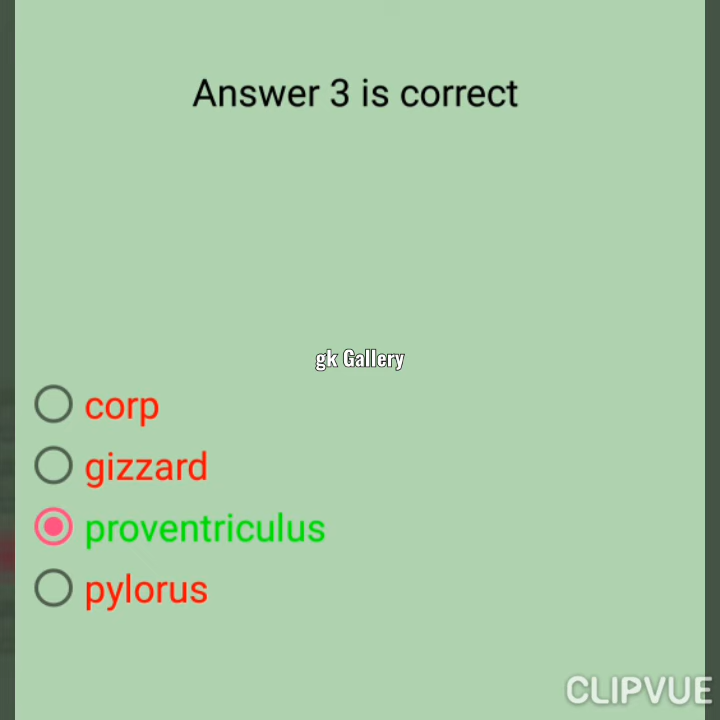 Answer 3 is correct
gk Gallery
corp
gizzard
proventriculus
pylorus
CLIPVUE